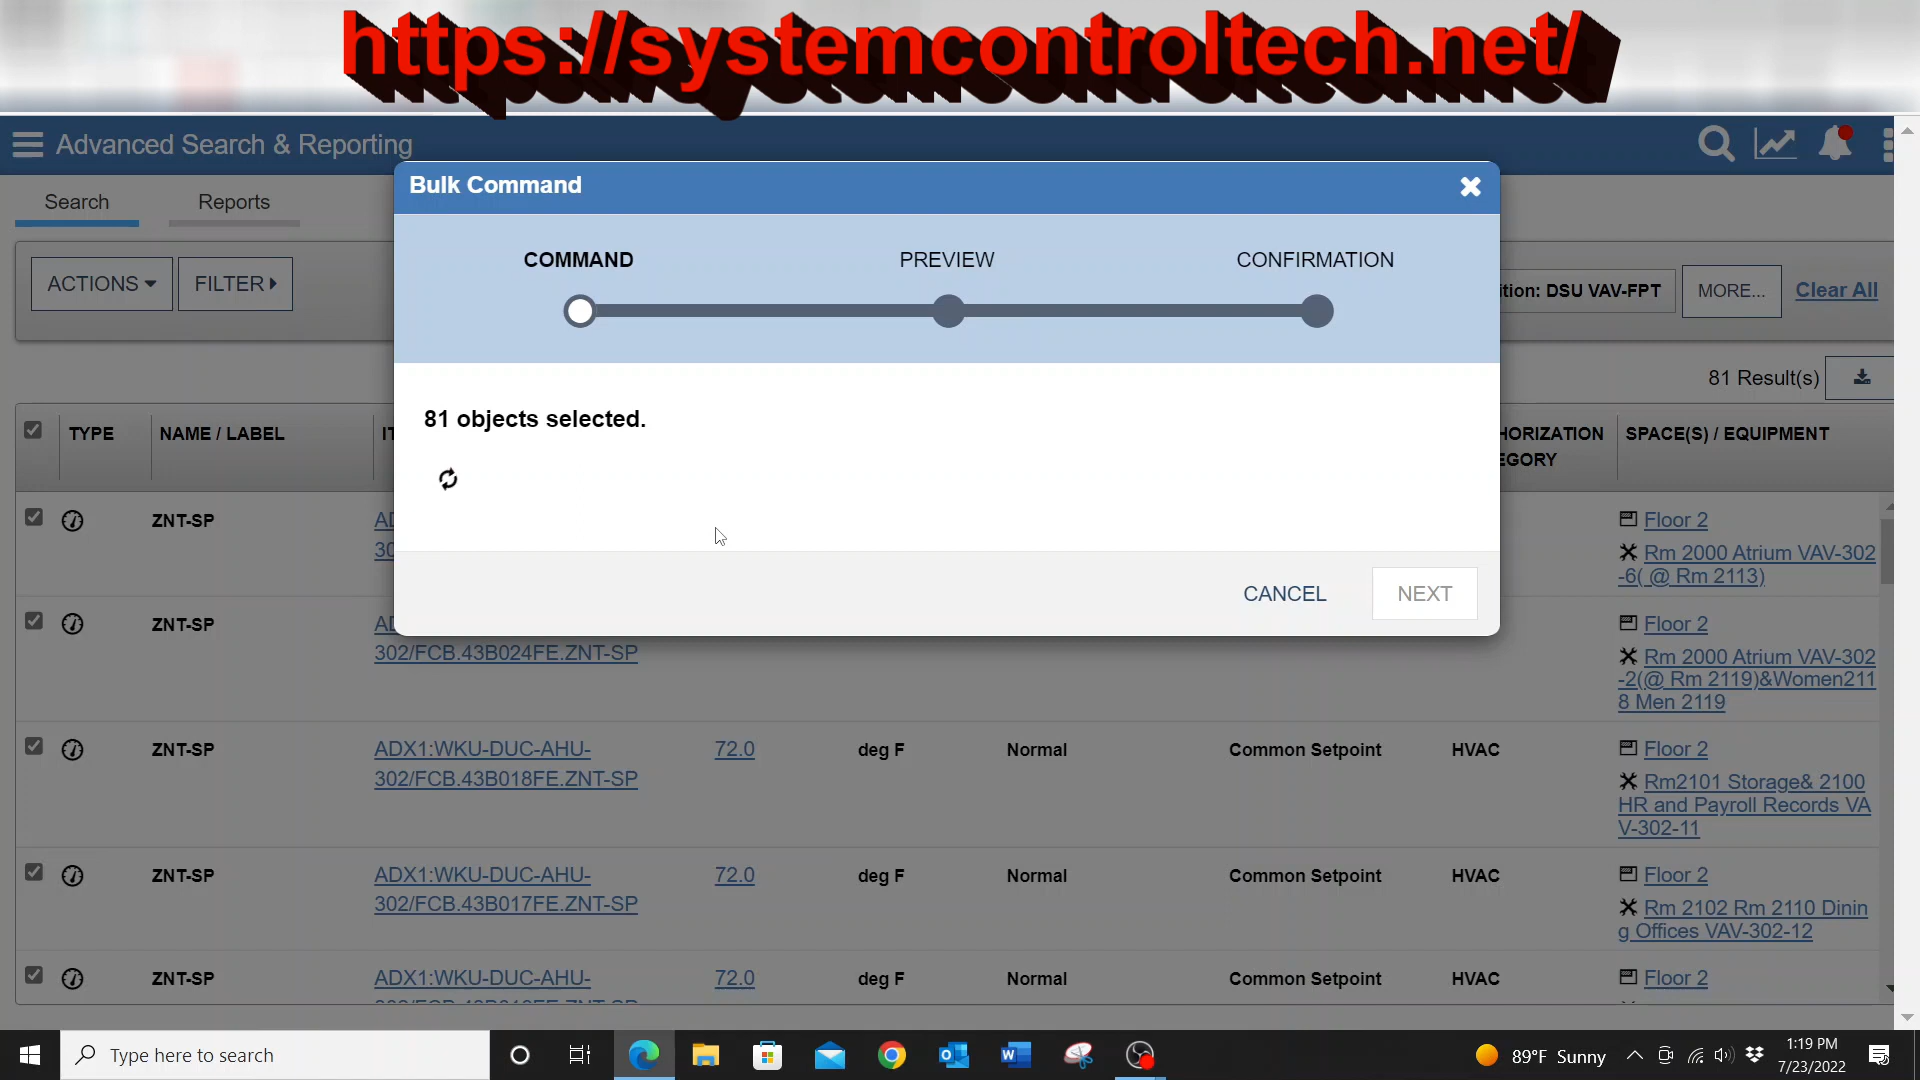 https://systemcontroltech.net/
Advanced Search & Reporting
Search
Reports
ACTIONS
FILTER
ition: DSU VAV-FPT
MORE...
Clear All
81 Result(s)
Bulk Command
COMMAND
PREVIEW
CONFIRMATION
81 objects selected.
CANCEL
NEXT
TYPE
NAME / LABEL
IT
HORIZATION
EGORY
SPACE(S) / EQUIPMENT
ZNT-SP
AD
30
Floor 2
Rm 2000 Atrium VAV-302
-6( @ Rm 2113)
ZNT-SP
AD
302/FCB.43B024FE.ZNT-SP
Floor 2
Rm 2000 Atrium VAV-302
-2(@ Rm 2119)&Women211
8 Men 2119
ZNT-SP
ADX1:WKU-DUC-AHU-
302/FCB.43B018FE.ZNT-SP
72.0
deg F
Normal
Common Setpoint
HVAC
Floor 2
Rm2101 Storage& 2100
HR and Payroll Records VA
V-302-11
ZNT-SP
ADX1:WKU-DUC-AHU-
302/FCB.43B017FE.ZNT-SP
72.0
deg F
Normal
Common Setpoint
HVAC
Floor 2
Rm 2102 Rm 2110 Dinin
g Offices VAV-302-12
ZNT-SP
ADX1:WKU-DUC-AHU-
72.0
deg F
Normal
Common Setpoint
HVAC
Floor 2
Type here to search
89°F Sunny
1:19 PM
7/23/2022